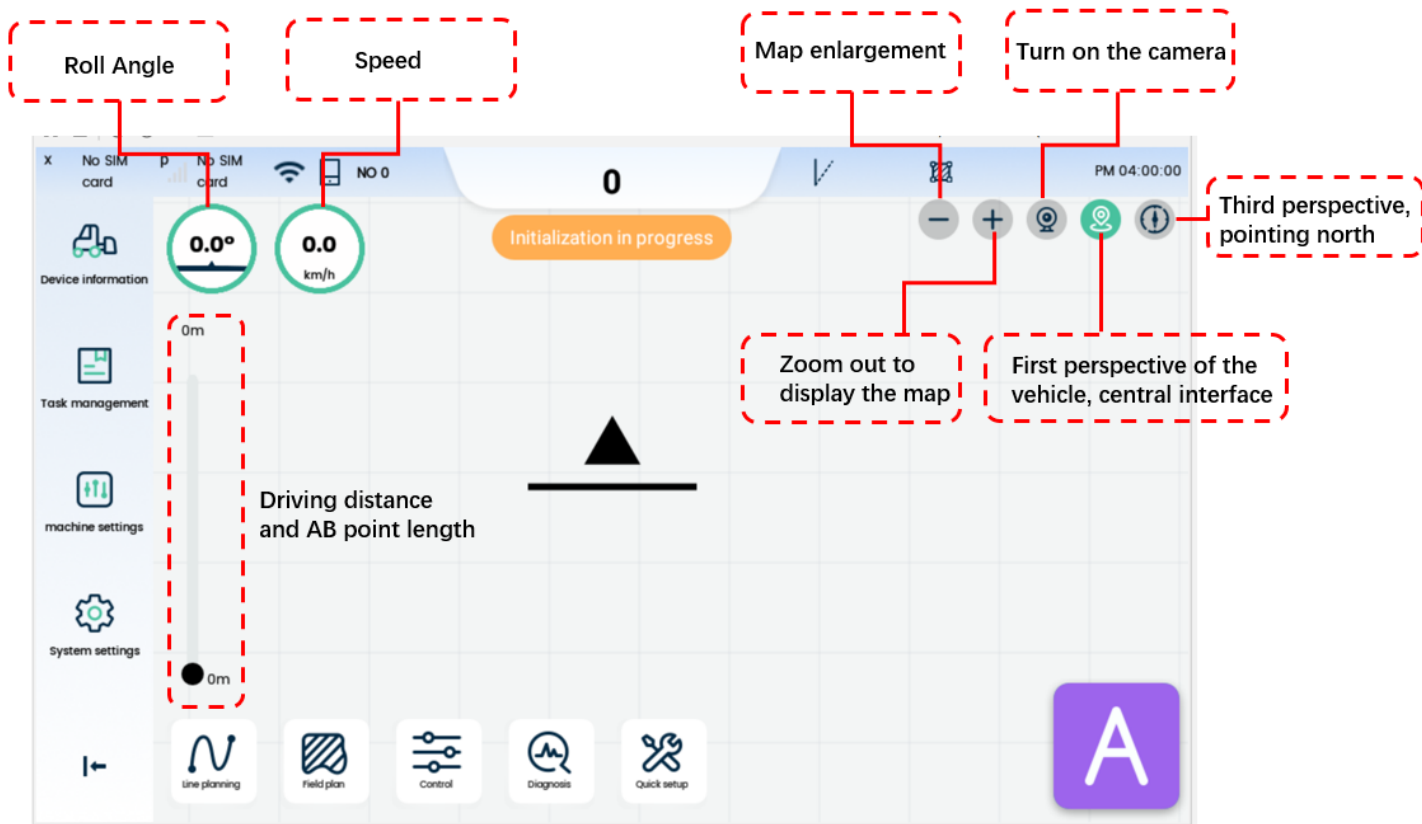 Roll Angle
Speed
Map enlargement
Turn on the camera
x No SIM card
p No SIM card
NO 0
0
PM 04:00:00
Third perspective,
pointing north
0.0°
0.0
km/h
Initialization in progress
Device information
0m
Zoom out to
display the map
First perspective of the
vehicle, central interface
Task management
Driving distance
and AB point length
machine settings
System settings
0m
Line planning
Field plan
Control
Diagnosis
Quick setup
A